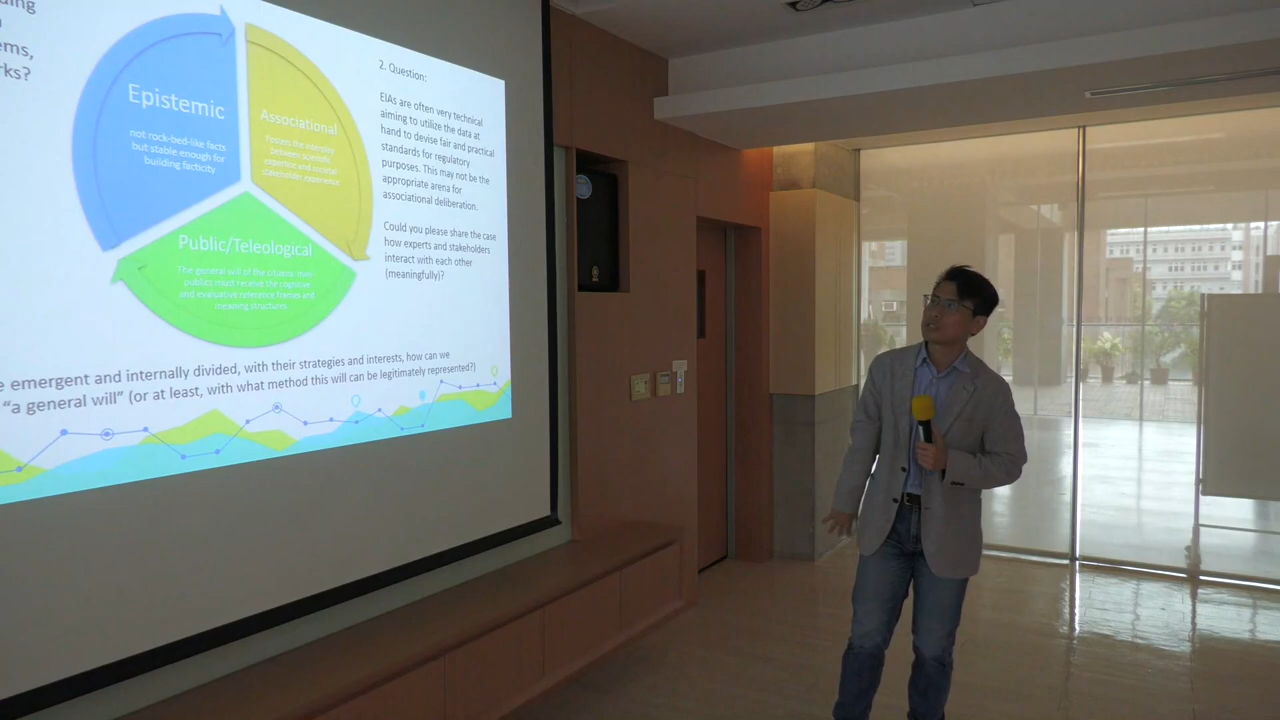 ems,
rks?
Epistemic
not rock-bed-like facts
but stable enough for
building facticity
Associational
Fosters the interplay
between scientific
expertise and societal
stakeholder experience
Public/Teleological
The general will of the citizens:
publics must receive the cognitive
and evaluative reference frames and
meaning structures
2. Question:
EIAs are often very technical
aiming to utilize the data at
hand to devise fair and practical
standards for regulatory
purposes. This may not be the
appropriate arena for
associational deliberation.
Could you please share the case
how experts and stakeholders
interact with each other
(meaningfully)?
e emergent and internally divided, with their strategies and interests, how can we
"a general will" (or at least, with what method this will can be legitimately represented?)